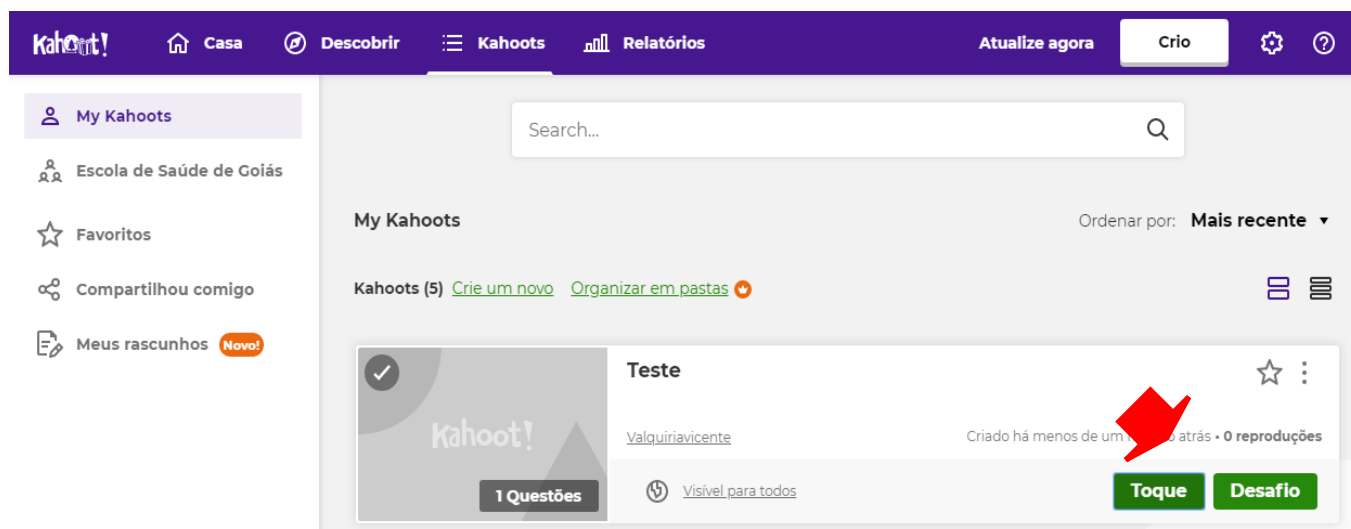 Kahoot! Casa Descobrir Kahoots Relatórios Atualize agora Crio
My Kahoots
Escola de Saúde de Goiás
Favoritos
Compartilhou comigo
Meus rascunhos Novo!
Search...
My Kahoots Ordenar por: Mais recente
Kahoots (5) Crie um novo Organizar em pastas
Kahoot!
1 Questões
Teste
Valquiriavicente Criado há menos de um atrás • 0 reproduções
Visível para todos Toque Desafio